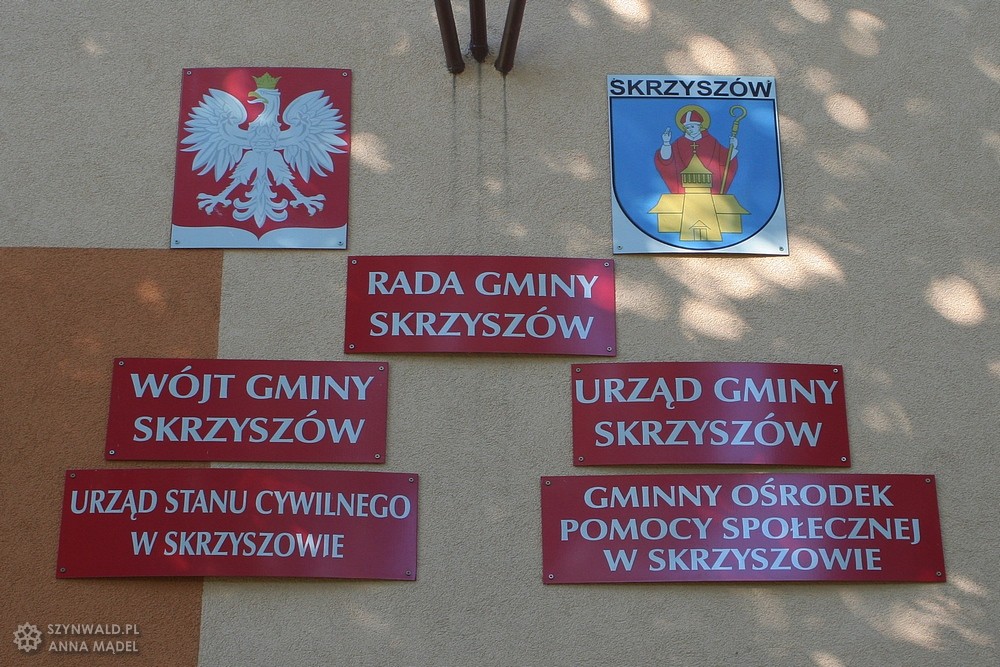 SKRZYSZÓW
RADA GMINY
SKRZYSZÓW
WÓJT GMINY
SKRZYSZÓW
URZĄD GMINY
SKRZYSZÓW
URZĄD STANU CYWILNEGO
W SKRZYSZOWIE
GMINNY OŚRODEK
POMOCY SPOŁECZNEJ
W SKRZYSZOWIE
SZYNWALD.PL
ANNA MĄDEL